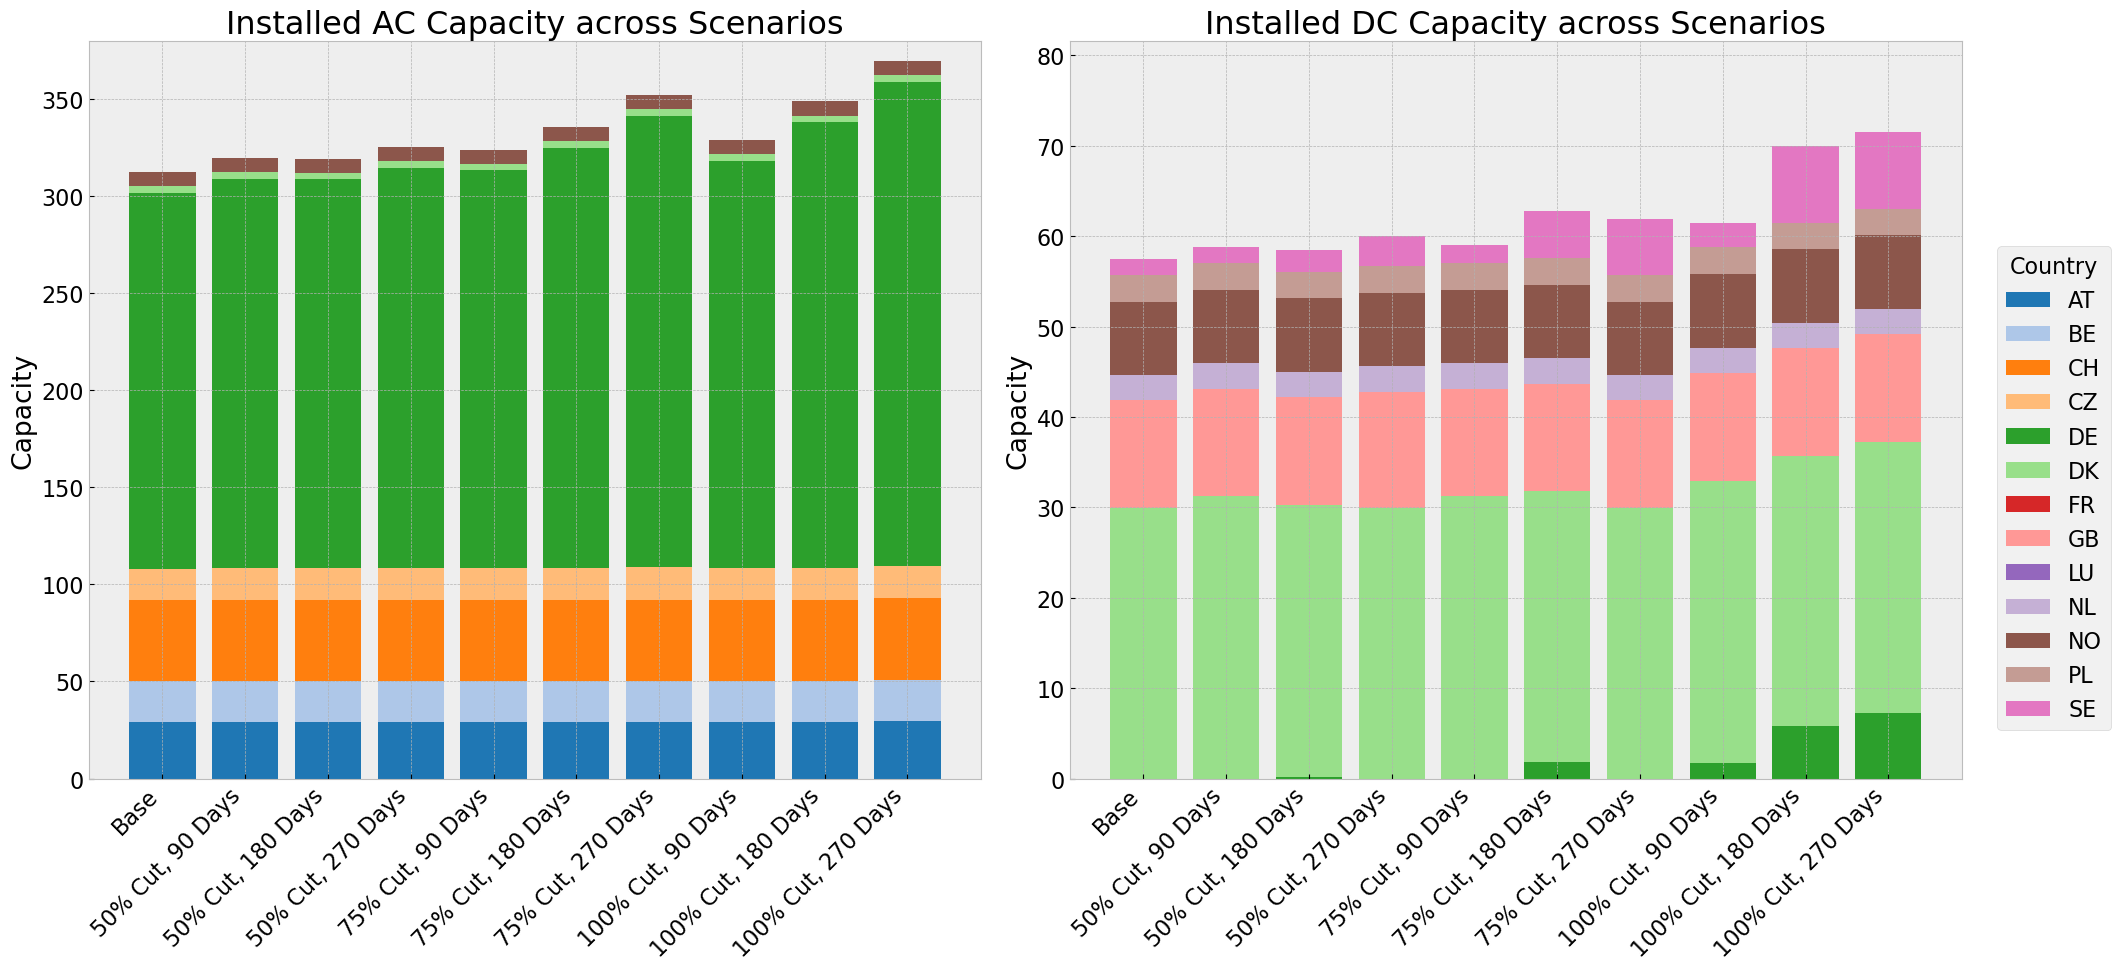 Installed AC Capacity across Scenarios
Capacity
350
300
250
200
150
100
50
0
Base
50% Cut, 90 Days
50% Cut, 180 Days
50% Cut, 270 Days
75% Cut, 90 Days
75% Cut, 180 Days
75% Cut, 270 Days
100% Cut, 90 Days
100% Cut, 180 Days
100% Cut, 270 Days
Installed DC Capacity across Scenarios
Capacity
80
70
60
50
40
30
20
10
0
Base
50% Cut, 90 Days
50% Cut, 180 Days
50% Cut, 270 Days
75% Cut, 90 Days
75% Cut, 180 Days
75% Cut, 270 Days
100% Cut, 90 Days
100% Cut, 180 Days
100% Cut, 270 Days
Country
AT
BE
CH
CZ
DE
DK
FR
GB
LU
NL
NO
PL
SE